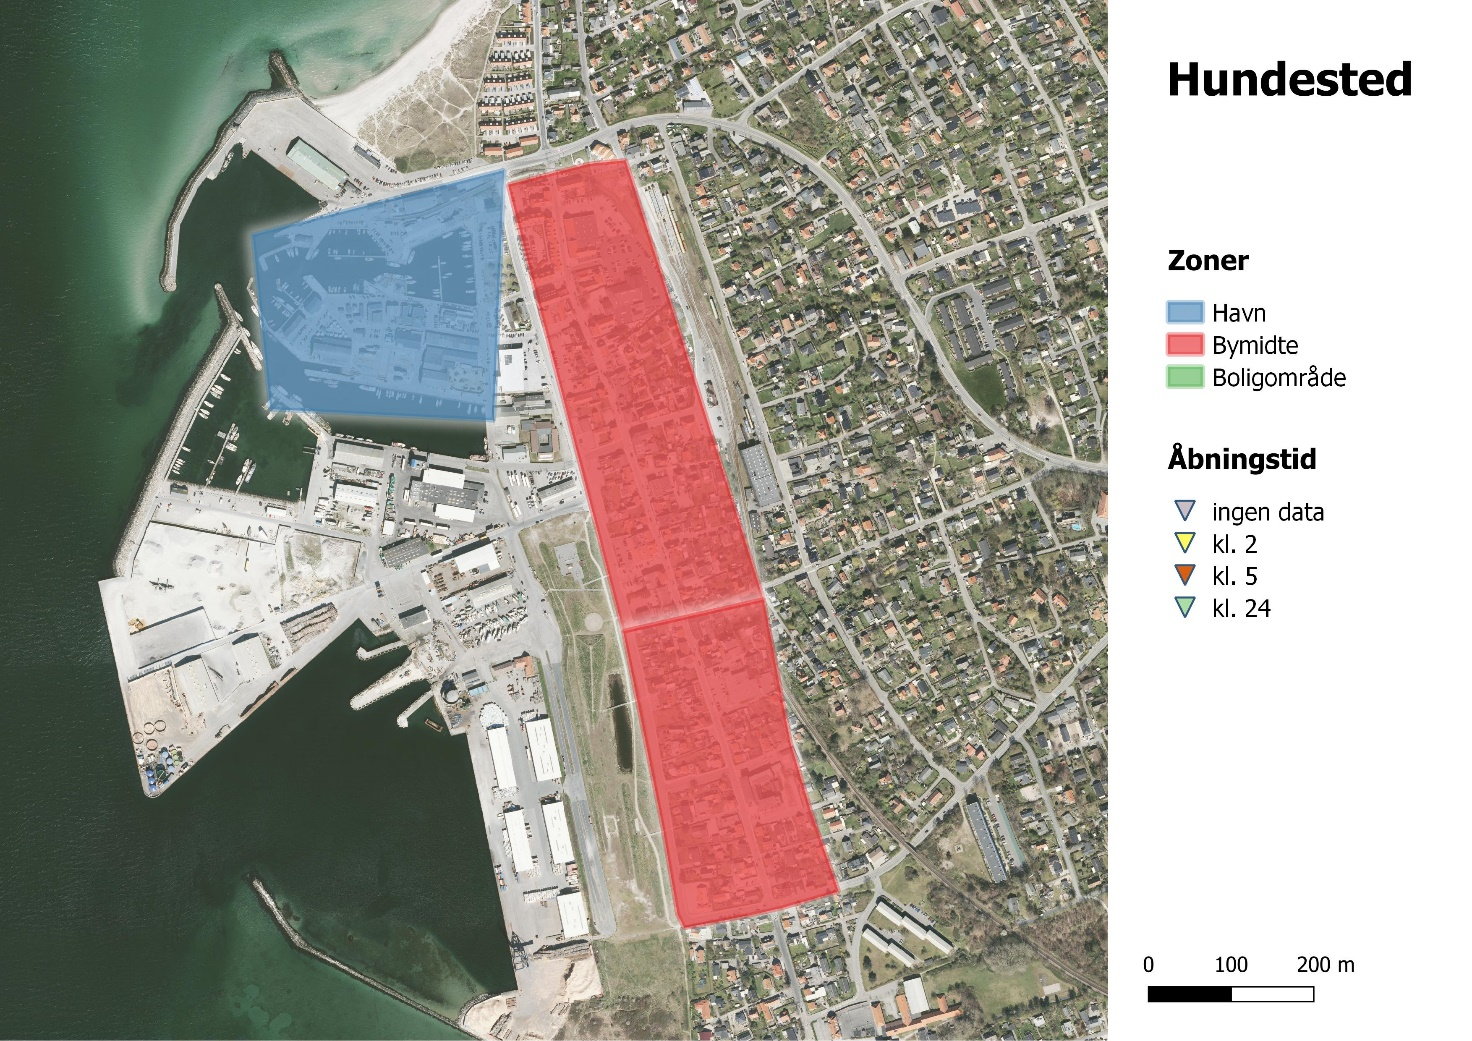 Hundested
Zoner
Havn
Bymidte
Boligområde
Åbningstid
ingen data
kl. 2
kl. 5
kl. 24
0 100 200 m